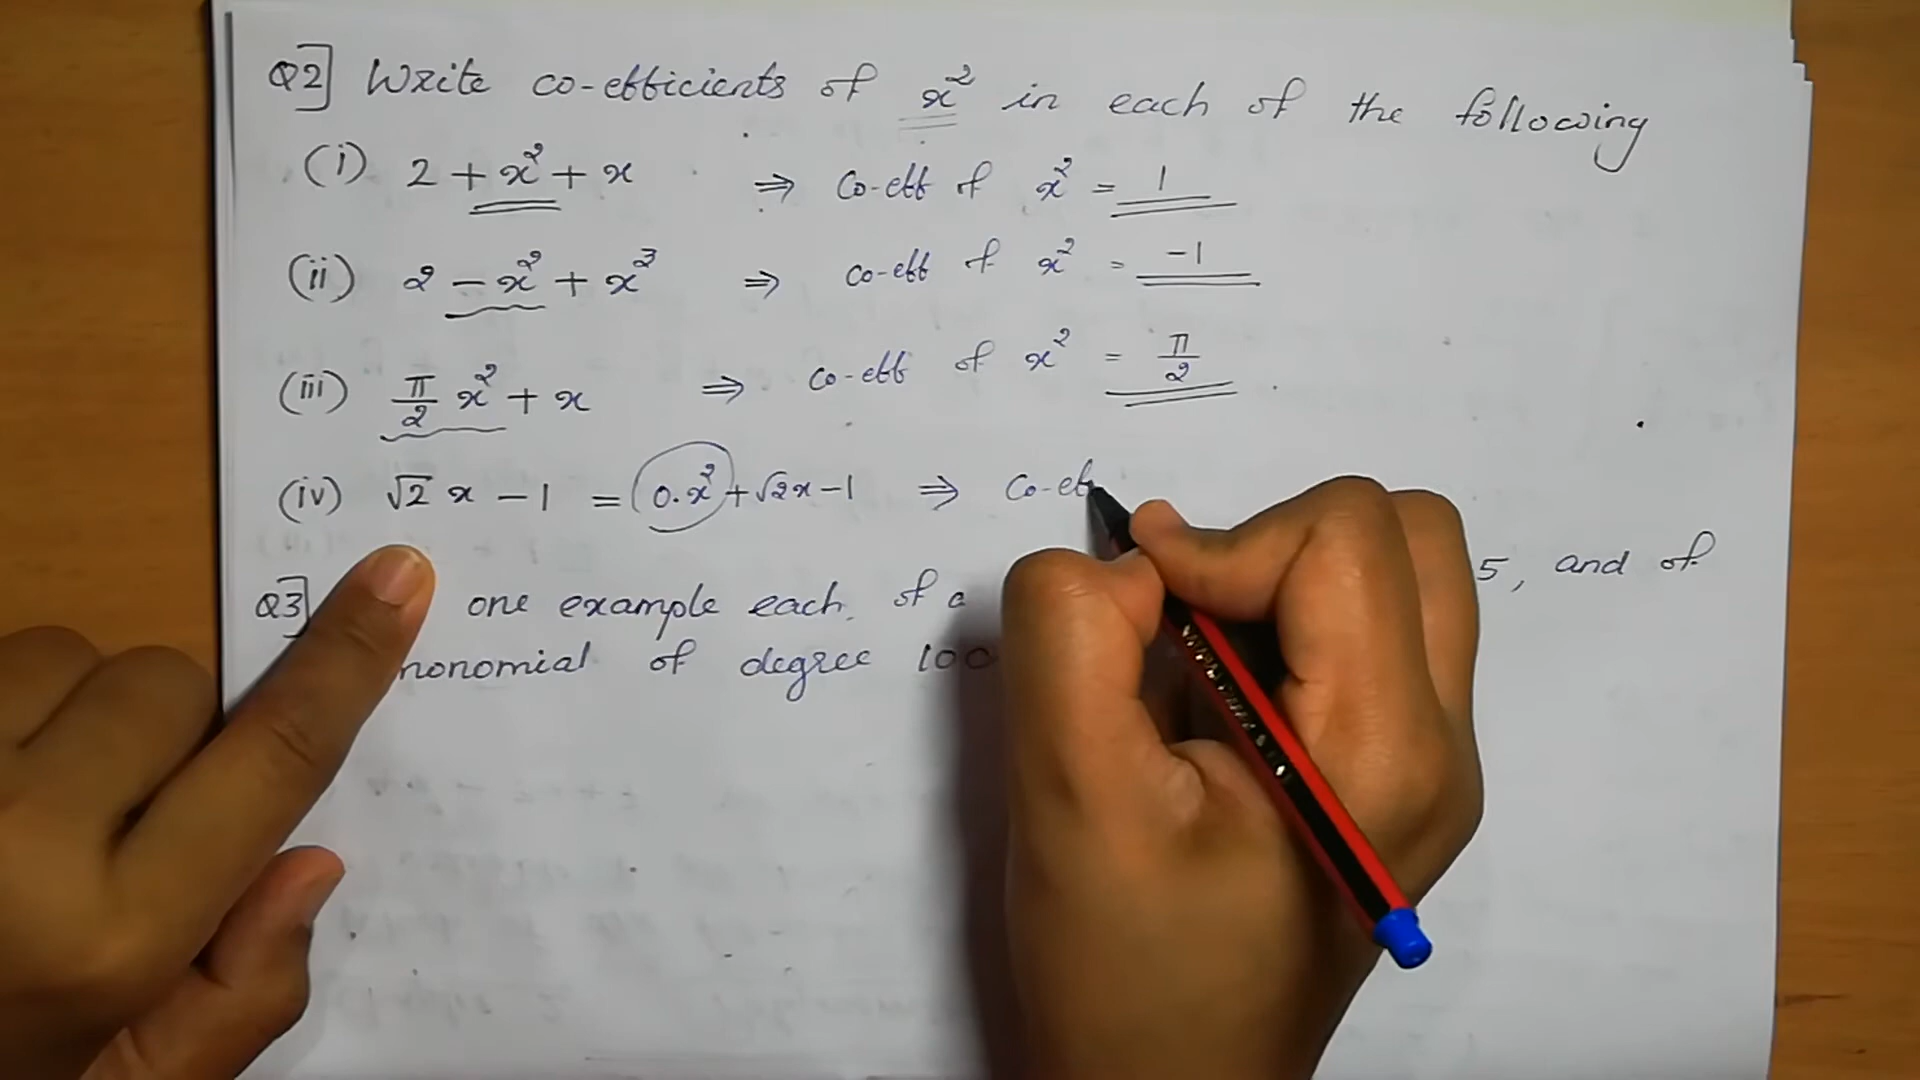 Q2] Write co-efficients of x² in each of the following
(i) 2 + x² + x ⇒ Co-eff of x² = 1
(ii) 2 - x² + x³ ⇒ co-eff of x² = -1
(iii) π/2 x² + x ⇒ co-eff of x² = π/2
(iv) √2 x - 1 = 0.x² + √2x - 1 ⇒ Co-ef
Q3] one example each of a 5, and of
monomial of degree 100